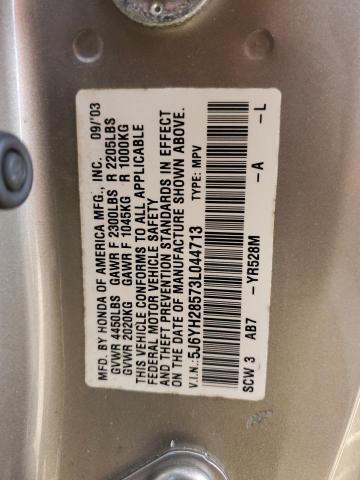 MFD. BY HONDA OF AMERICA MFG., INC. 09/'03
GVWR 4450LBS GAWR F 2300LBS R 2205LBS
GVWR 2020KG GAWR F 1045KG R 1000KG
THIS VEHICLE CONFORMS TO ALL APPLICABLE
FEDERAL MOTOR VEHICLE SAFETY
AND THEFT PREVENTION STANDARDS IN EFFECT
ON THE DATE OF MANUFACTURE SHOWN ABOVE.
V.I.N.: 5J6YH28573L044713 TYPE: MPV
SCW 3 AB7 -YR528M -A -L